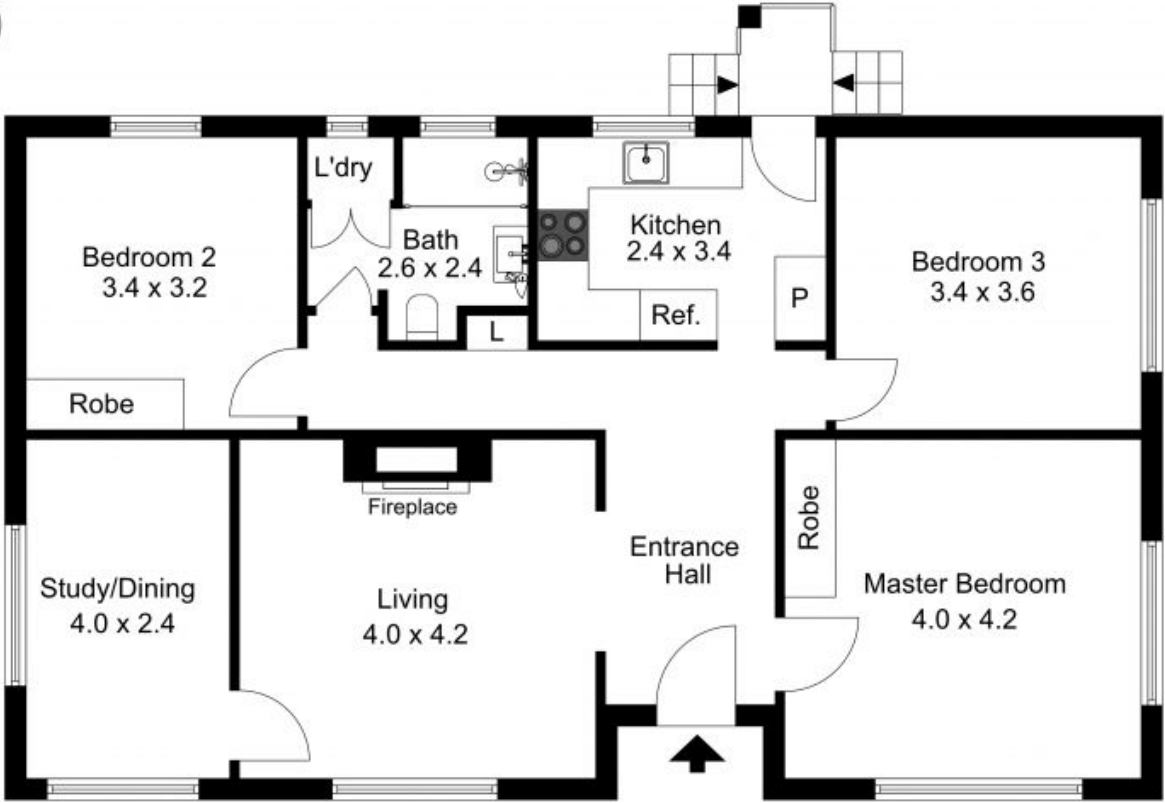 L'dry
Bedroom 2
3.4 x 3.2
Bath
2.6 x 2.4
Kitchen
2.4 x 3.4
Bedroom 3
3.4 x 3.6
P
Ref.
L
Robe
Fireplace
Robe
Entrance
Hall
Study/Dining
4.0 x 2.4
Living
4.0 x 4.2
Master Bedroom
4.0 x 4.2